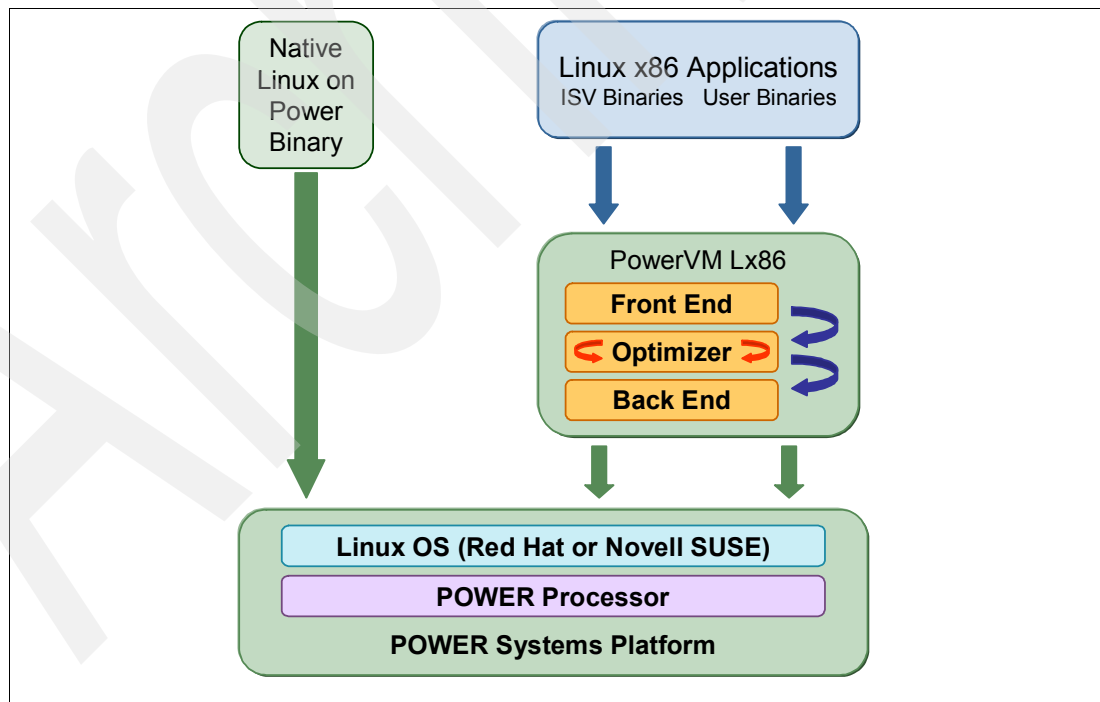 Native
Linux on
Power
Binary
Linux x86 Applications
ISV Binaries User Binaries
PowerVM Lx86
Front End
Optimizer
Back End
Linux OS (Red Hat or Novell SUSE)
POWER Processor
POWER Systems Platform